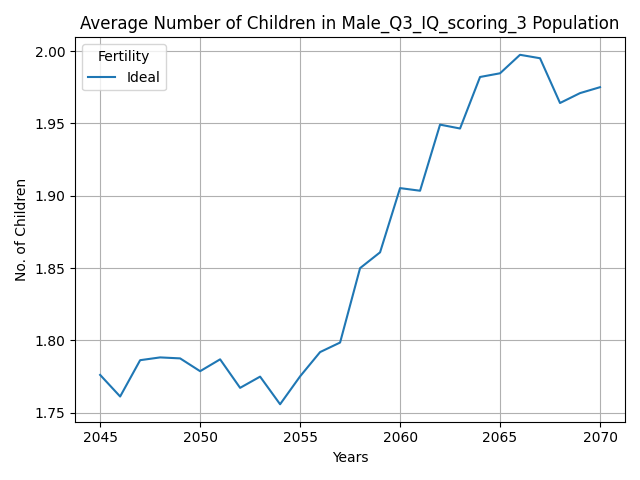 Average Number of Children in Male_Q3_IQ_scoring_3 Population
Fertility
Ideal
2.00
1.95
1.90
1.85
1.80
1.75
No. of Children
2045 2050 2055 2060 2065 2070
Years